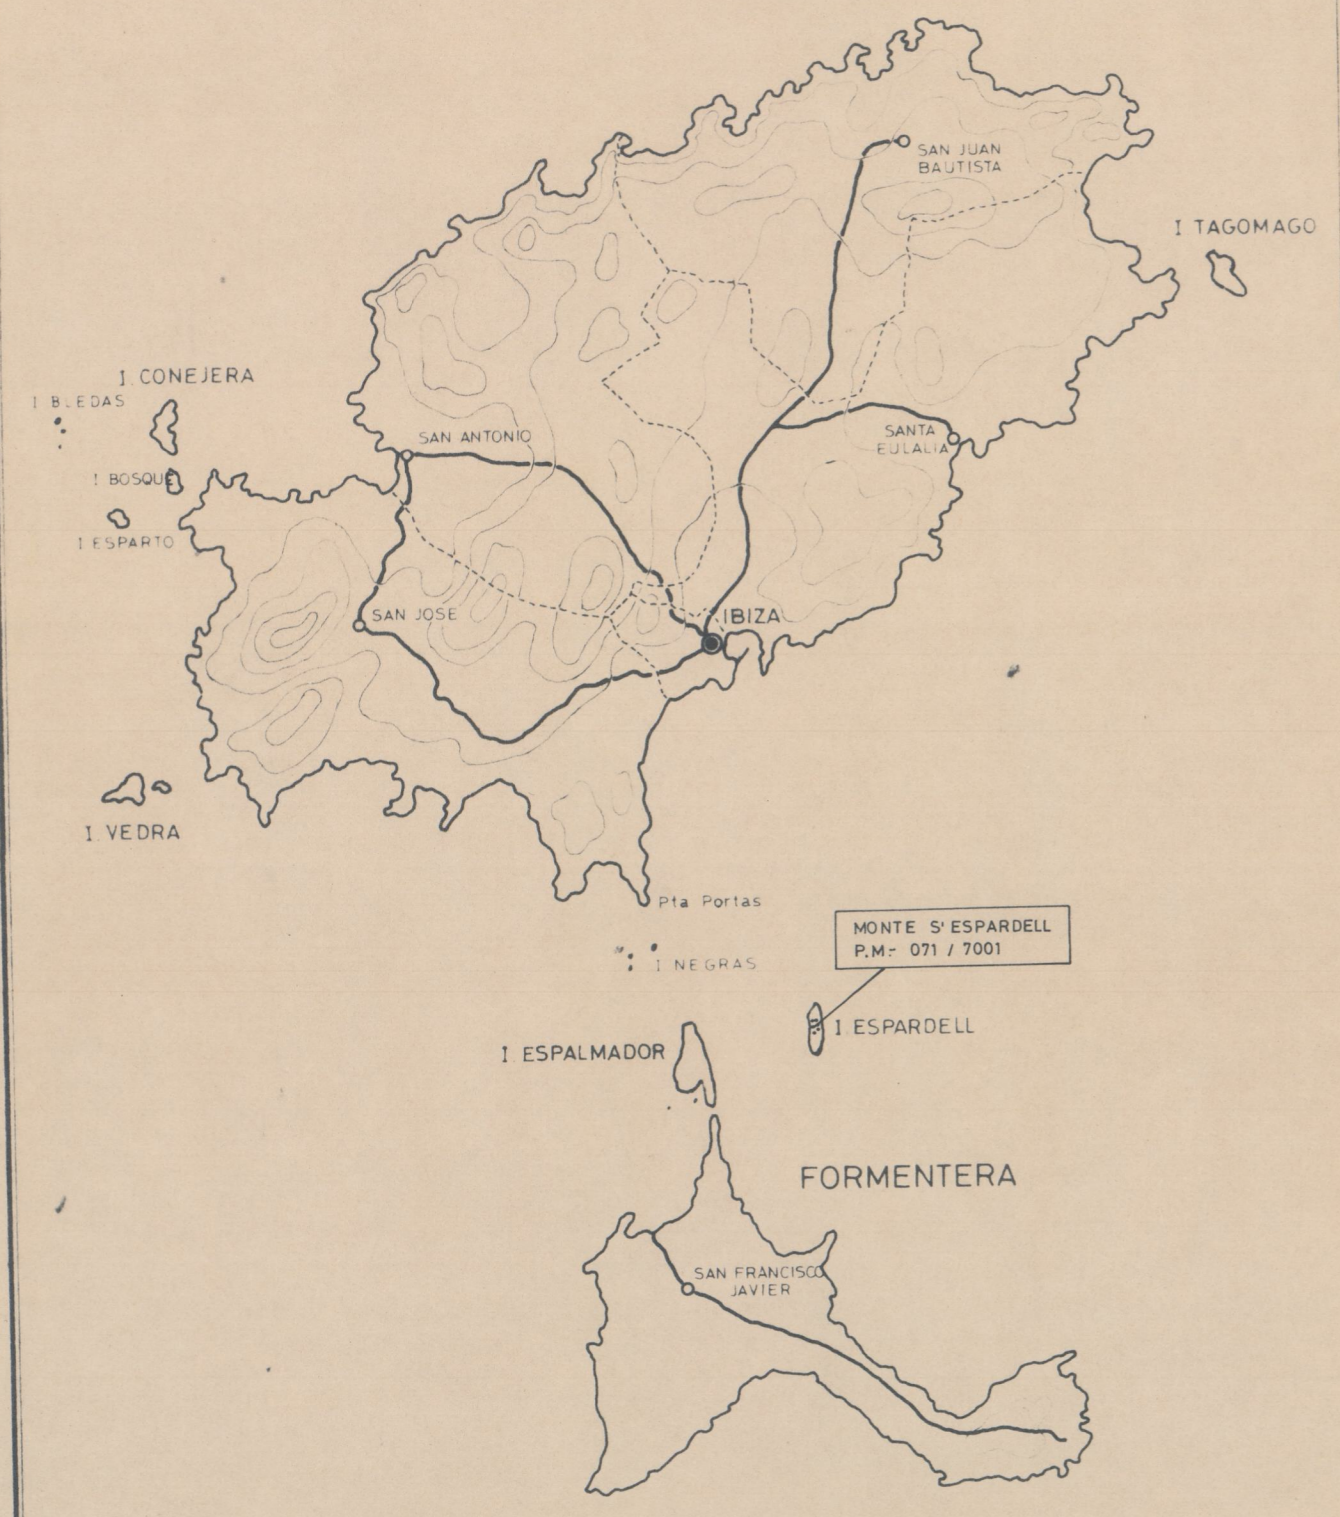 SAN JUAN
BAUTISTA
I TAGOMAGO
I. CONEJERA
I BLEDAS
SAN ANTONIO
SANTA
EULALIA
I BOSQUE
I ESPARTO
SAN JOSE
IBIZA
I. VEDRA
Pta Portas
MONTE S'ESPARDELL
P.M.- 071 / 7001
I NEGRAS
I. ESPARDELL
I. ESPALMADOR
FORMENTERA
SAN FRANCISCO
JAVIER